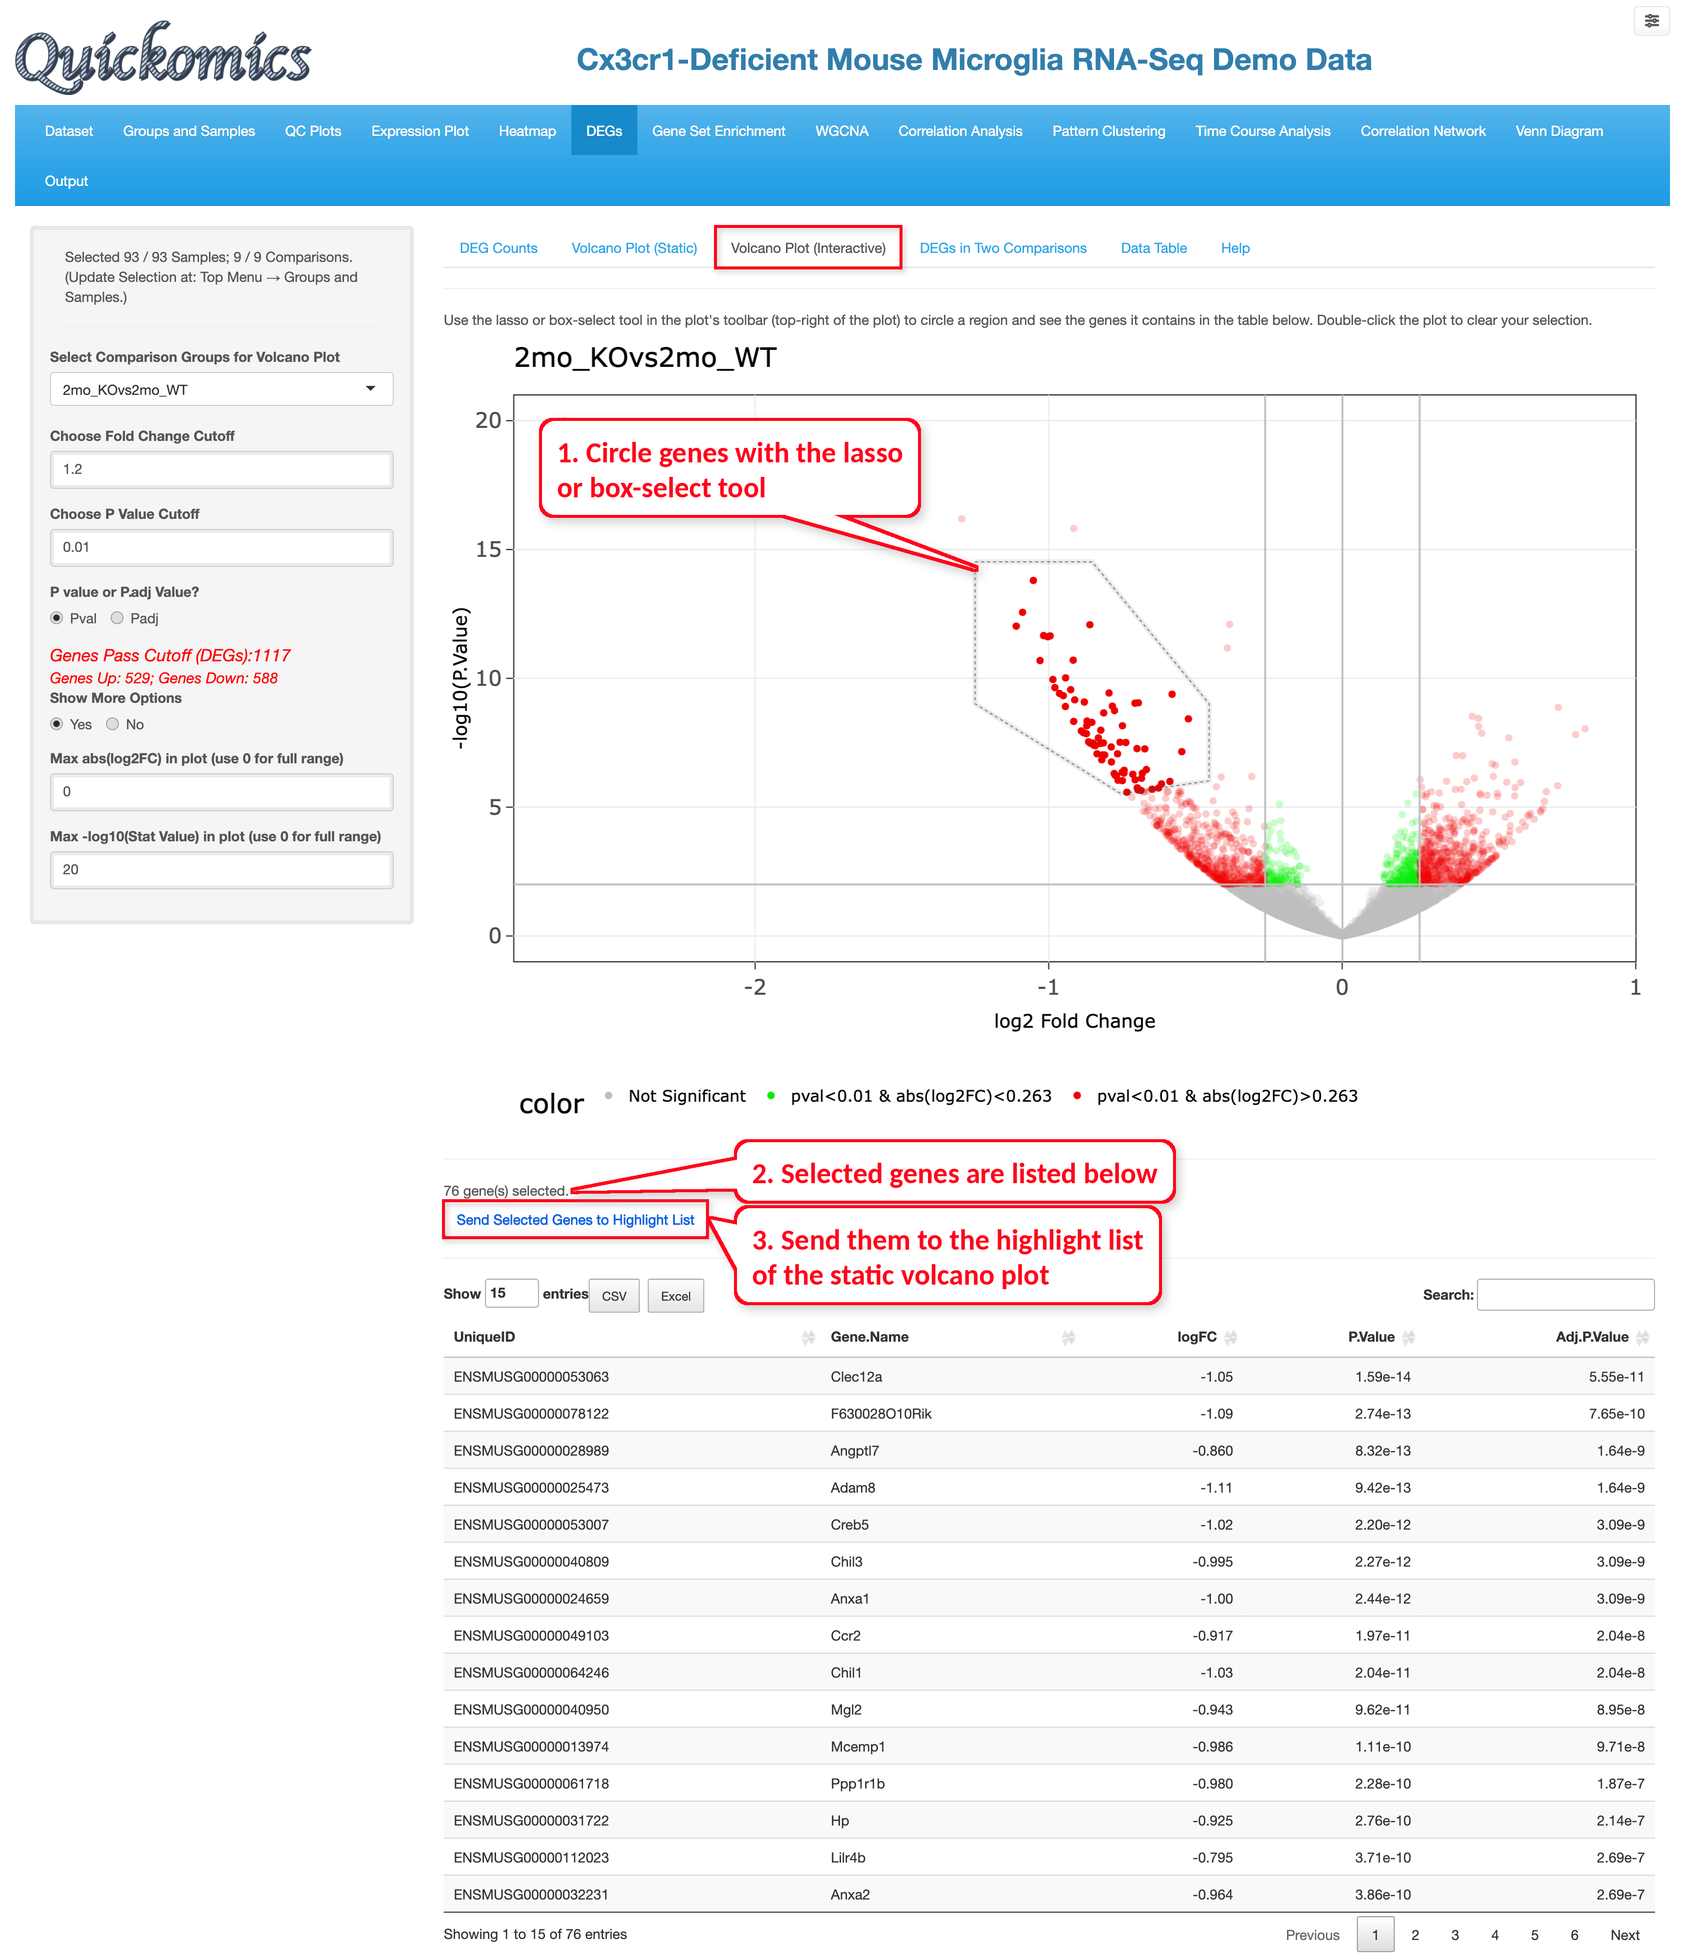 Quickomics
Cx3cr1-Deficient Mouse Microglia RNA-Seq Demo Data
Dataset Groups and Samples QC Plots Expression Plot Heatmap DEGs Gene Set Enrichment WGCNA Correlation Analysis Pattern Clustering Time Course Analysis Correlation Network Venn Diagram
Output
Selected 93 / 93 Samples; 9 / 9 Comparisons.
(Update Selection at: Top Menu → Groups and
Samples.)
Select Comparison Groups for Volcano Plot
2mo_KOvs2mo_WT
Choose Fold Change Cutoff
1.2
Choose P Value Cutoff
0.01
P value or P.adj Value?
Pval Padj
Genes Pass Cutoff (DEGs):1117
Genes Up: 529; Genes Down: 588
Show More Options
Yes No
Max abs(log2FC) in plot (use 0 for full range)
0
Max -log10(Stat Value) in plot (use 0 for full range)
20
DEG Counts Volcano Plot (Static) Volcano Plot (Interactive) DEGs in Two Comparisons Data Table Help
Use the lasso or box-select tool in the plot's toolbar (top-right of the plot) to circle a region and see the genes it contains in the table below. Double-click the plot to clear your selection.
2mo_KOvs2mo_WT
20
15
10
5
0
-log10(P.Value)
1. Circle genes with the lasso
or box-select tool
-2 -1 0 1
log2 Fold Change
color Not Significant pval<0.01 & abs(log2FC)<0.263 pval<0.01 & abs(log2FC)>0.263
2. Selected genes are listed below
76 gene(s) selected.
Send Selected Genes to Highlight List
3. Send them to the highlight list
of the static volcano plot
Show 15 entries CSV Excel Search:
UniqueID Gene.Name logFC P.Value Adj.P.Value
ENSMUSG00000053063 Clec12a -1.05 1.59e-14 5.55e-11
ENSMUSG00000078122 F630028O10Rik -1.09 2.74e-13 7.65e-10
ENSMUSG00000028989 Angptl7 -0.860 8.32e-13 1.64e-9
ENSMUSG00000025473 Adam8 -1.11 9.42e-13 1.64e-9
ENSMUSG00000053007 Creb5 -1.02 2.20e-12 3.09e-9
ENSMUSG00000040809 Chil3 -0.995 2.27e-12 3.09e-9
ENSMUSG00000024659 Anxa1 -1.00 2.44e-12 3.09e-9
ENSMUSG00000049103 Ccr2 -0.917 1.97e-11 2.04e-8
ENSMUSG00000064246 Chil1 -1.03 2.04e-11 2.04e-8
ENSMUSG00000040950 Mgl2 -0.943 9.62e-11 8.95e-8
ENSMUSG00000013974 Mcemp1 -0.986 1.11e-10 9.71e-8
ENSMUSG00000061718 Ppp1r1b -0.980 2.28e-10 1.87e-7
ENSMUSG00000031722 Hp -0.925 2.76e-10 2.14e-7
ENSMUSG00000112023 Lilr4b -0.795 3.71e-10 2.69e-7
ENSMUSG00000032231 Anxa2 -0.964 3.86e-10 2.69e-7
Showing 1 to 15 of 76 entries Previous 1 2 3 4 5 6 Next